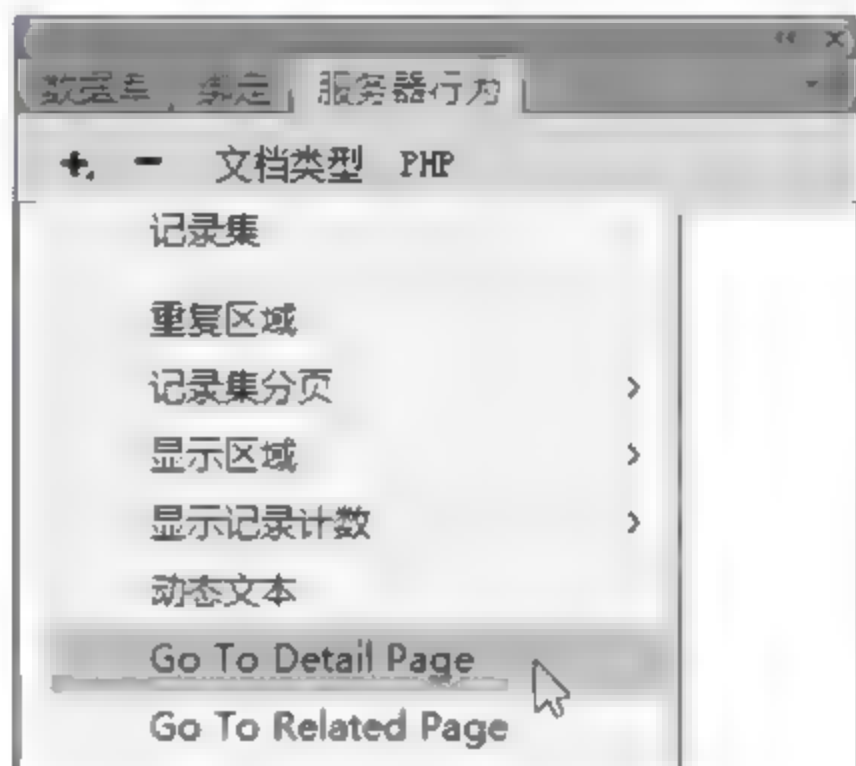 数据库 绑定 服务器行为
文档类型 PHP
记录集
重复区域
记录集分页
显示区域
显示记录计数
动态文本
Go To Detail Page
Go To Related Page